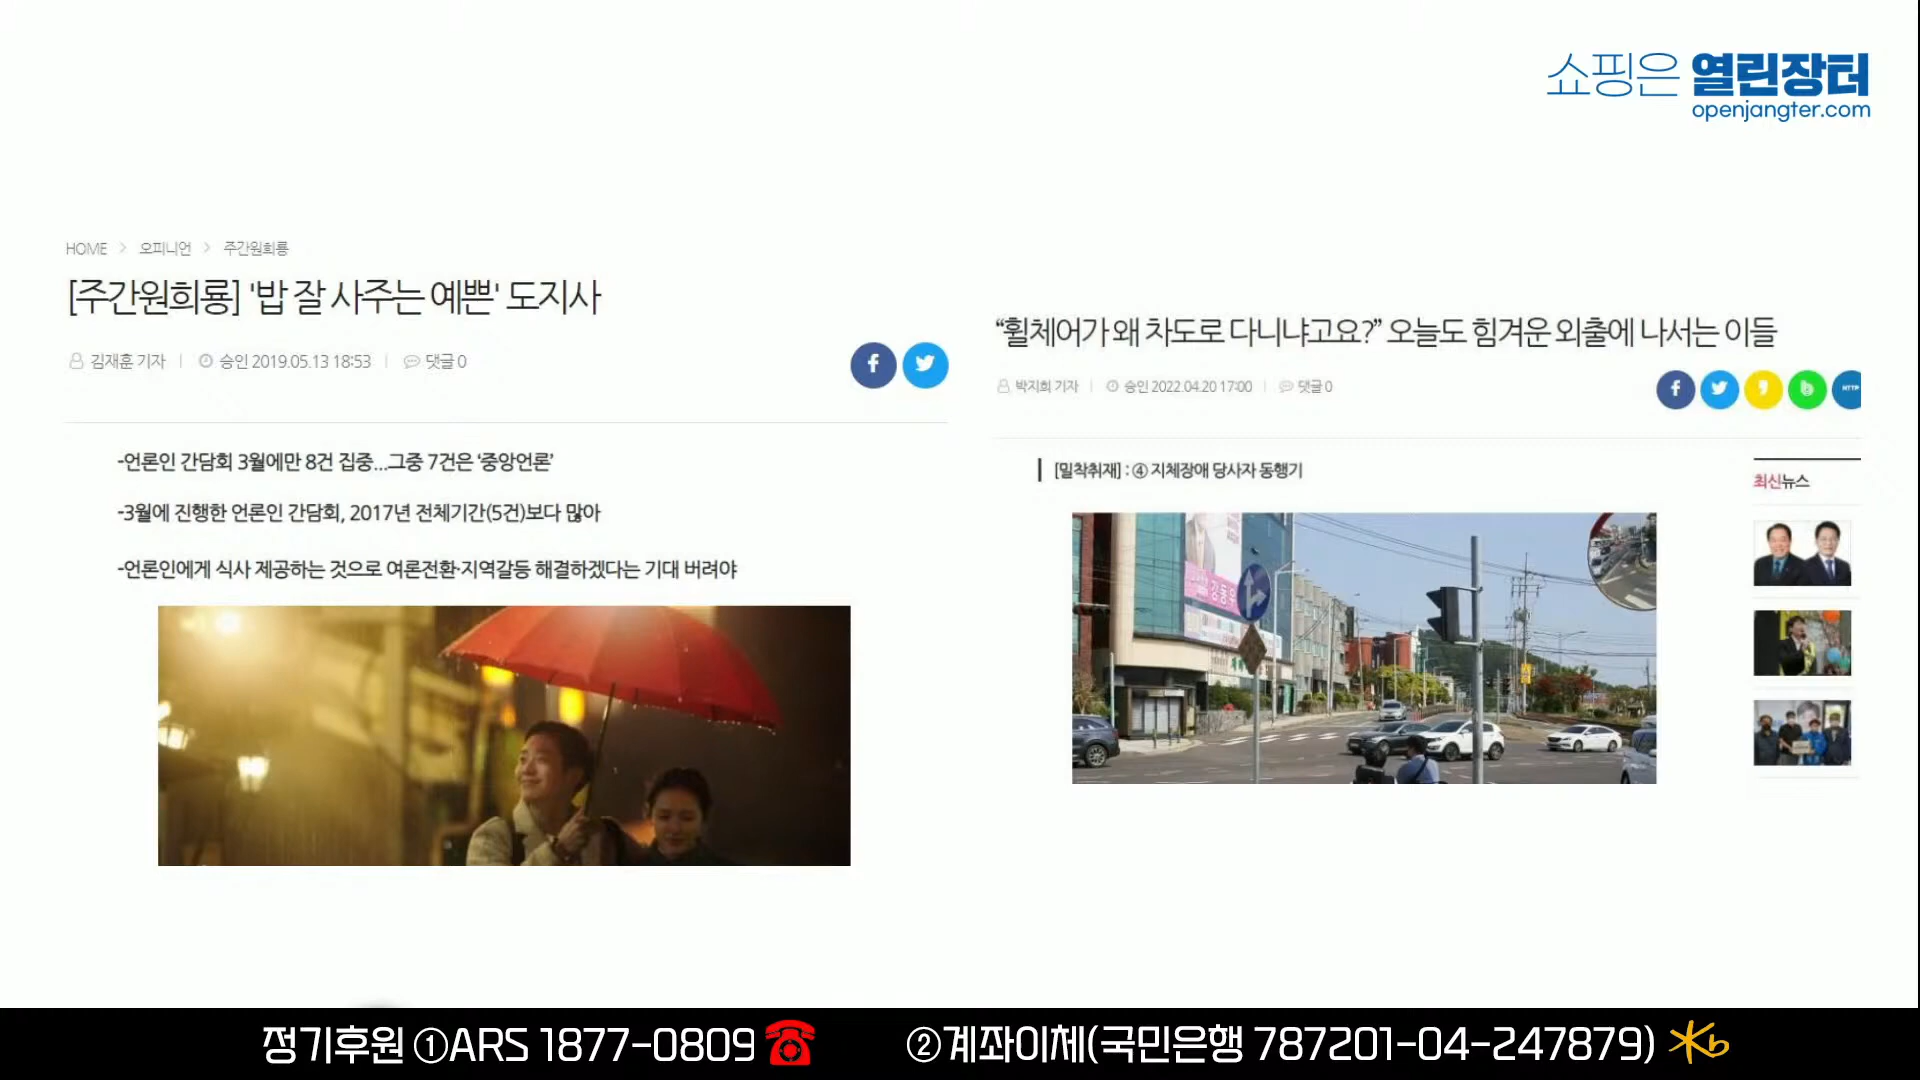 쇼핑은 열린장터
openjangter.com
HOME > 오피니언 > 주간원희룡
[주간원희룡] '밥 잘 사주는 예쁜' 도지사
김재훈 기자 | 승인 2019.05.13 18:53 | 댓글 0
-언론인 간담회 3월에만 8건 집중...그중 7건은 ‘중앙언론’
-3월에 진행한 언론인 간담회, 2017년 전체기간(5건)보다 많아
-언론인에게 식사 제공하는 것으로 여론전환·지역갈등 해결하겠다는 기대 버려야
“휠체어가 왜 차도로 다니냐고요?” 오늘도 힘겨운 외출에 나서는 이들
박지희 기자 | 승인 2022.04.20 17:00 | 댓글 0
HTTP
[밀착취재] : ④ 지체장애 당사자 동행기
최신뉴스
정기후원 ①ARS 1877-0809
②계좌이체(국민은행 787201-04-247879)